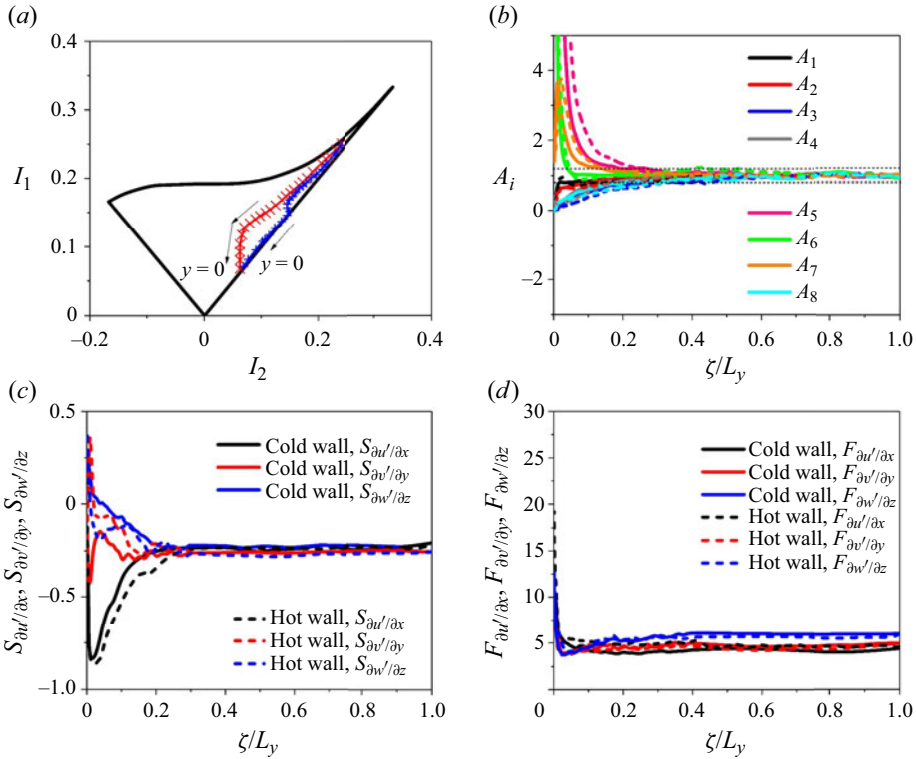 (a)
0.4
0.3
I1
0.2
0.1
0
y = 0
y = 0
–0.2
0
0.2
0.4
I2
(b)
4
2
Ai
0
–2
A1
A2
A3
A4
A5
A6
A7
A8
0
0.2
0.4
0.6
0.8
1.0
ζ/Ly
(c)
0.5
0
–0.5
–1.0
S∂u′/∂x, S∂v′/∂y, S∂w′/∂z
Cold wall, S∂u′/∂x
Cold wall, S∂v′/∂y
Cold wall, S∂w′/∂z
Hot wall, S∂u′/∂x
Hot wall, S∂v′/∂y
Hot wall, S∂w′/∂z
0
0.2
0.4
0.6
0.8
1.0
ζ/Ly
(d)
30
25
20
15
10
5
F∂u′/∂x, F∂v′/∂y, F∂w′/∂z
Cold wall, F∂u′/∂x
Cold wall, F∂v′/∂y
Cold wall, F∂w′/∂z
Hot wall, F∂u′/∂x
Hot wall, F∂v′/∂y
Hot wall, F∂w′/∂z
0
0.2
0.4
0.6
0.8
1.0
ζ/Ly